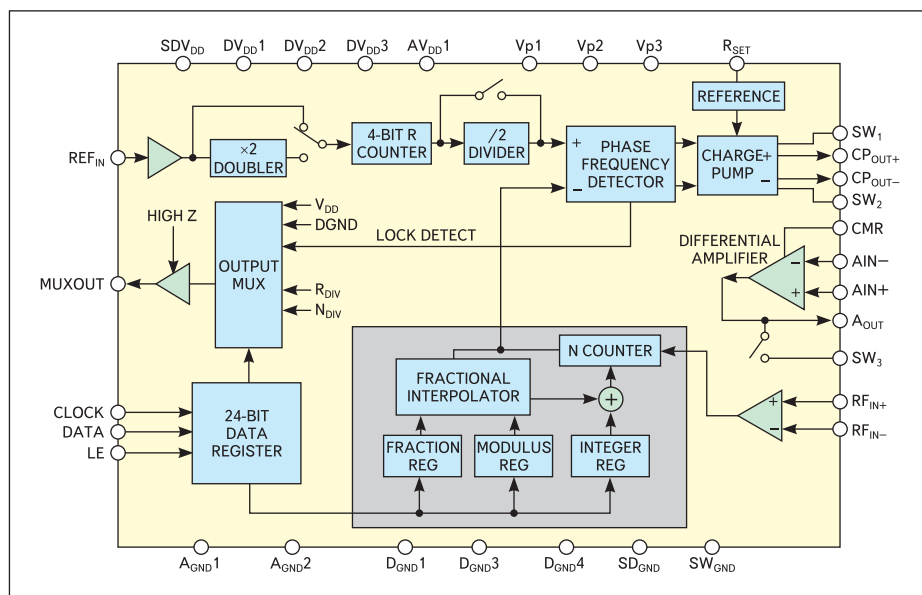 SDVDD DVDD1 DVDD2 DVDD3 AVDD1 Vp1 Vp2 Vp3 RSET
REFERENCE
REFIN
×2
DOUBLER
4-BIT R
COUNTER
/2
DIVIDER
+
−
PHASE
FREQUENCY
DETECTOR
CHARGE+
PUMP −
SW1
CPOUT+
CPOUT−
SW2
HIGH Z
MUXOUT
OUTPUT
MUX
VDD
DGND
LOCK DETECT
RDIV
NDIV
DIFFERENTIAL
AMPLIFIER
−
+
CMR
AIN−
AIN+
AOUT
SW3
N COUNTER
FRACTIONAL
INTERPOLATOR
+
FRACTION
REG
MODULUS
REG
INTEGER
REG
CLOCK
DATA
LE
24-BIT
DATA
REGISTER
+
−
RFIN+
RFIN−
AGND1 AGND2 DGND1 DGND3 DGND4 SDGND SWGND